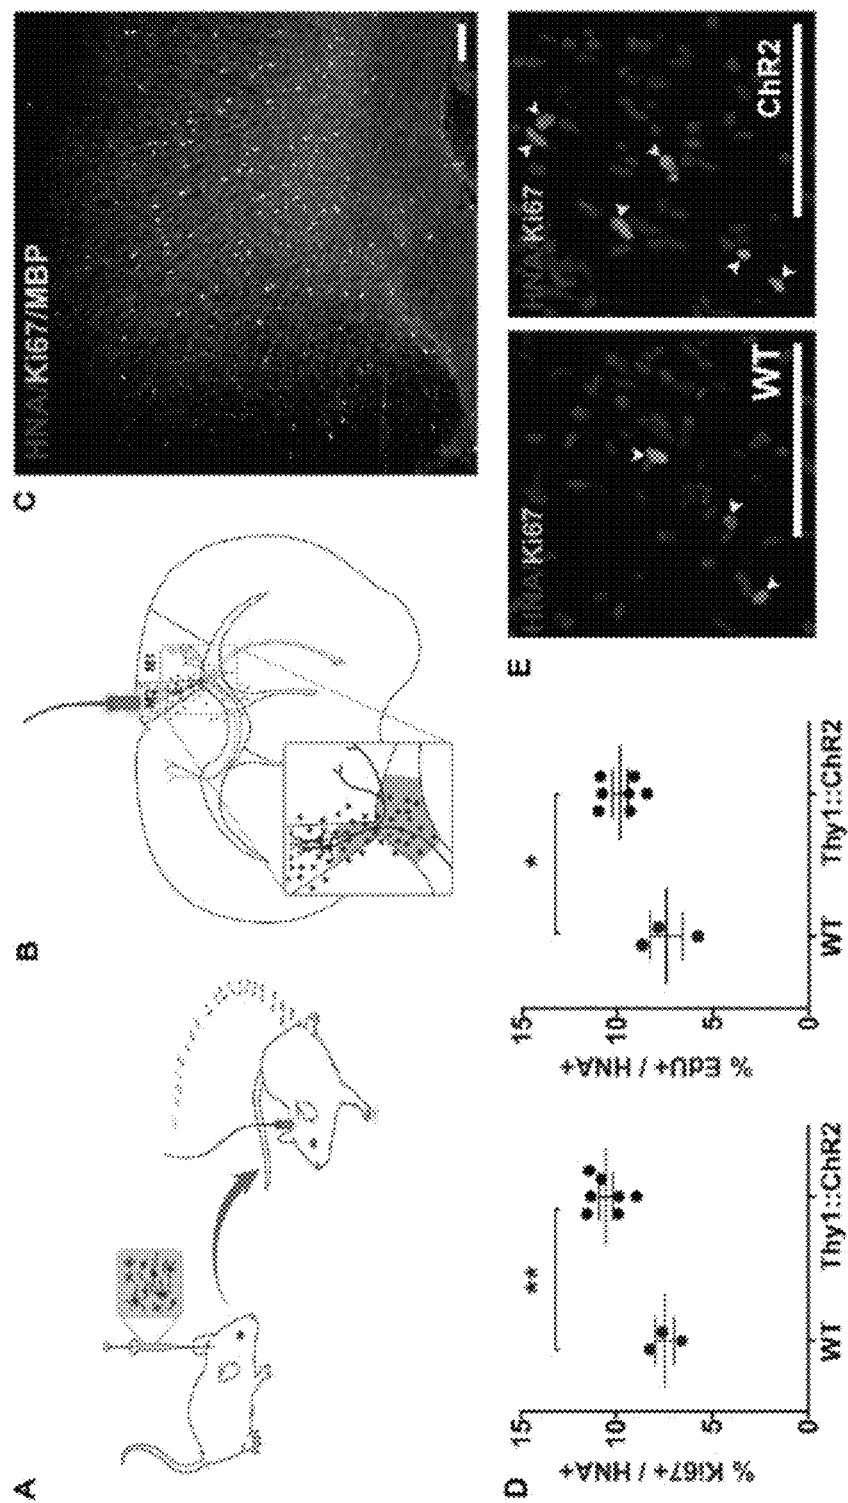 A
B
C
HNA/Ki67/MBP
D
% Ki67+ / HNA+
15
10
5
0
**
WT
Thy1::ChR2
% EdU+ / HNA+
15
10
5
0
*
WT
Thy1::ChR2
E
HNA/Ki67
WT
HNA/Ki67
ChR2